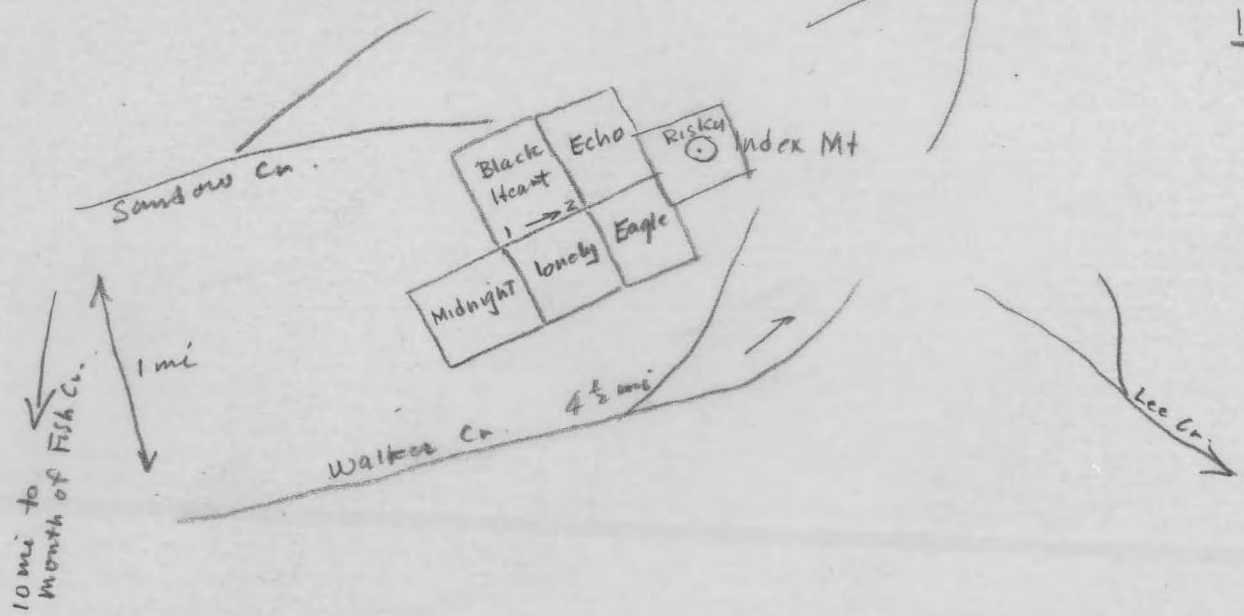 1
Sandow Cr.
Black
Heart
1 → 2
Echo
Risky
Index Mt
Midnight
lonely
Eagle
1 mi
10 mi to
mouth of Fish Cr.
Walker Cr.
4 1/2 mi
Lee Cr.